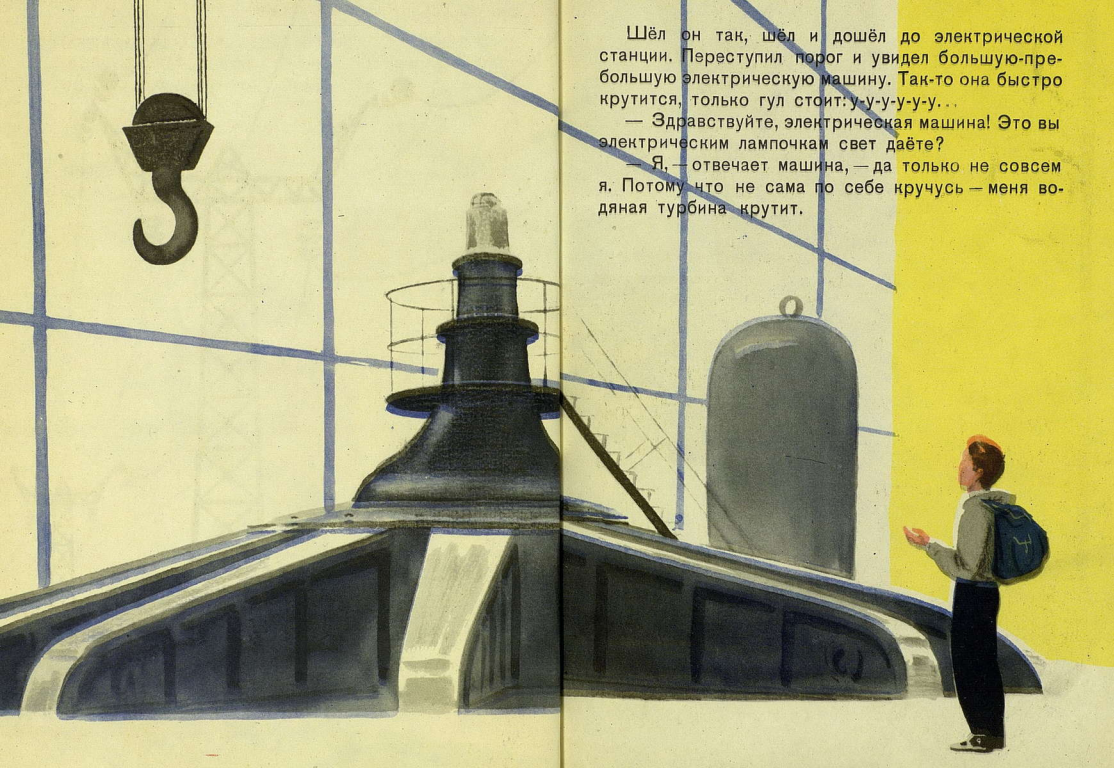 Шёл он так, шёл и дошёл до электрической
станции. Переступил порог и увидел большую-пре-
большую электрическую машину. Так-то она быстро
крутится, только гул стоит: у-у-у-у-у-у...
— Здравствуйте, электрическая машина! Это вы
электрическим лампочкам свет даёте?
— Я, — отвечает машина, — да только не совсем
я. Потому что не сама по себе кручусь — меня во-
дяная турбина крутит.